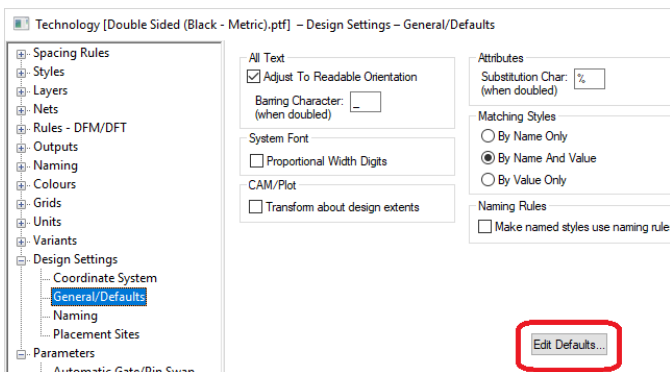 Technology [Double Sided (Black - Metric).ptf] – Design Settings – General/Defaults
Spacing Rules
Styles
Layers
Nets
Rules - DFM/DFT
Outputs
Naming
Colours
Grids
Units
Variants
Design Settings
Coordinate System
General/Defaults
Naming
Placement Sites
Parameters
Automatic Gate/Pin Swap
All Text
Adjust To Readable Orientation
Barring Character: _
(when doubled)
System Font
Proportional Width Digits
CAM/Plot
Transform about design extents
Attributes
Substitution Char: %
(when doubled)
Matching Styles
By Name Only
By Name And Value
By Value Only
Naming Rules
Make named styles use naming rule
Edit Defaults...